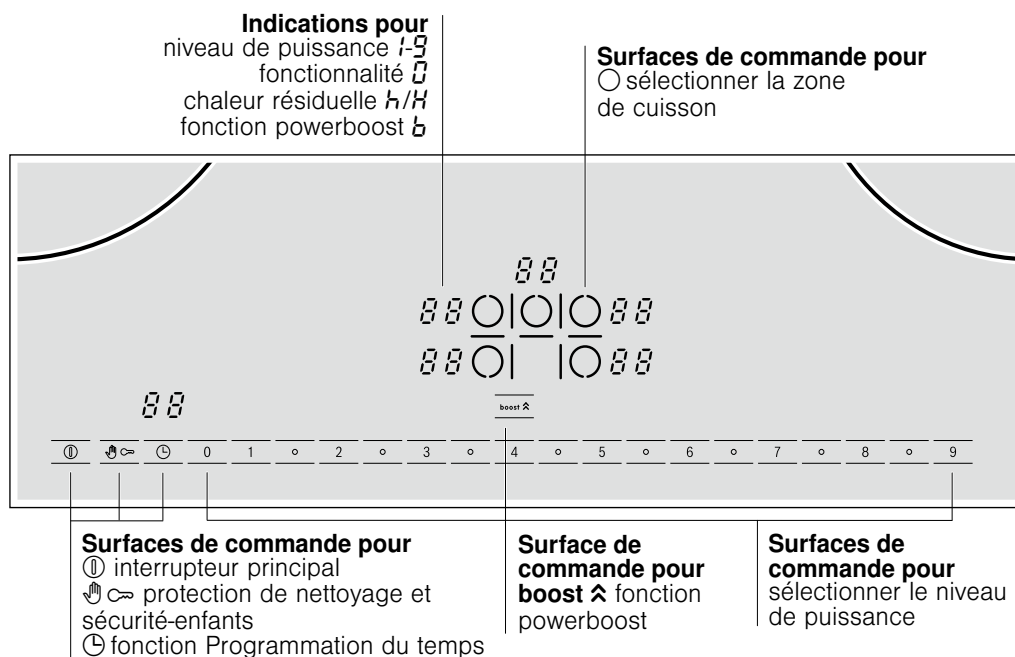 Indications pour
niveau de puissance 1-9
fonctionnalité 0
chaleur résiduelle h/H
fonction powerboost b
Surfaces de commande pour
○ sélectionner la zone
de cuisson
88
88 88
88 88
88
boost
0 1 2 3 4 5 6 7 8 9
Surfaces de commande pour
interrupteur principal
protection de nettoyage et
sécurité-enfants
fonction Programmation du temps
Surface de
commande pour
boost fonction
powerboost
Surfaces de
commande pour
sélectionner le niveau
de puissance